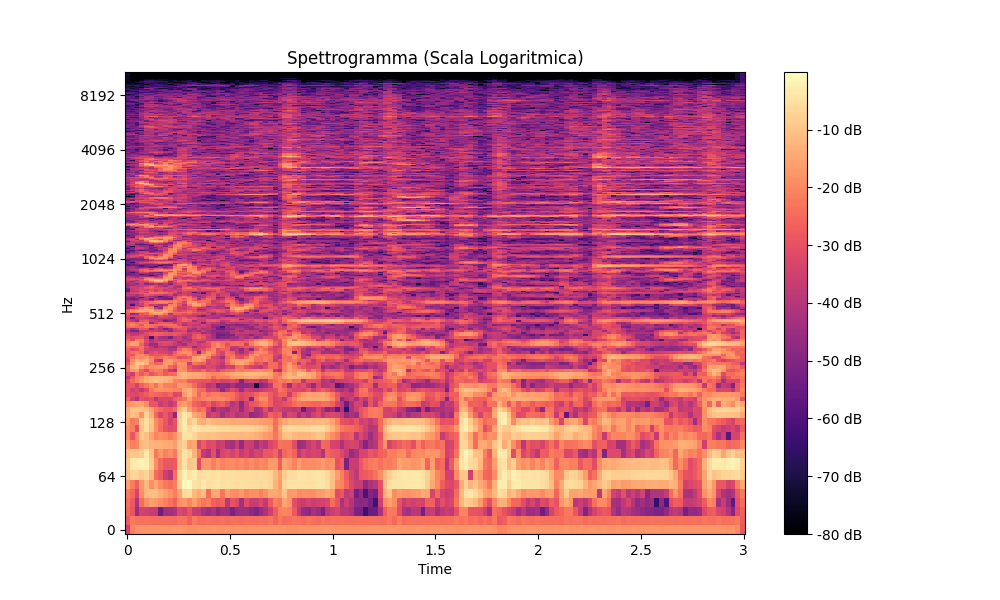 Spettrogramma (Scala Logaritmica)
Hz
8192
4096
2048
1024
512
256
128
64
0
0
0.5
1
1.5
2
2.5
3
Time
-10 dB
-20 dB
-30 dB
-40 dB
-50 dB
-60 dB
-70 dB
-80 dB